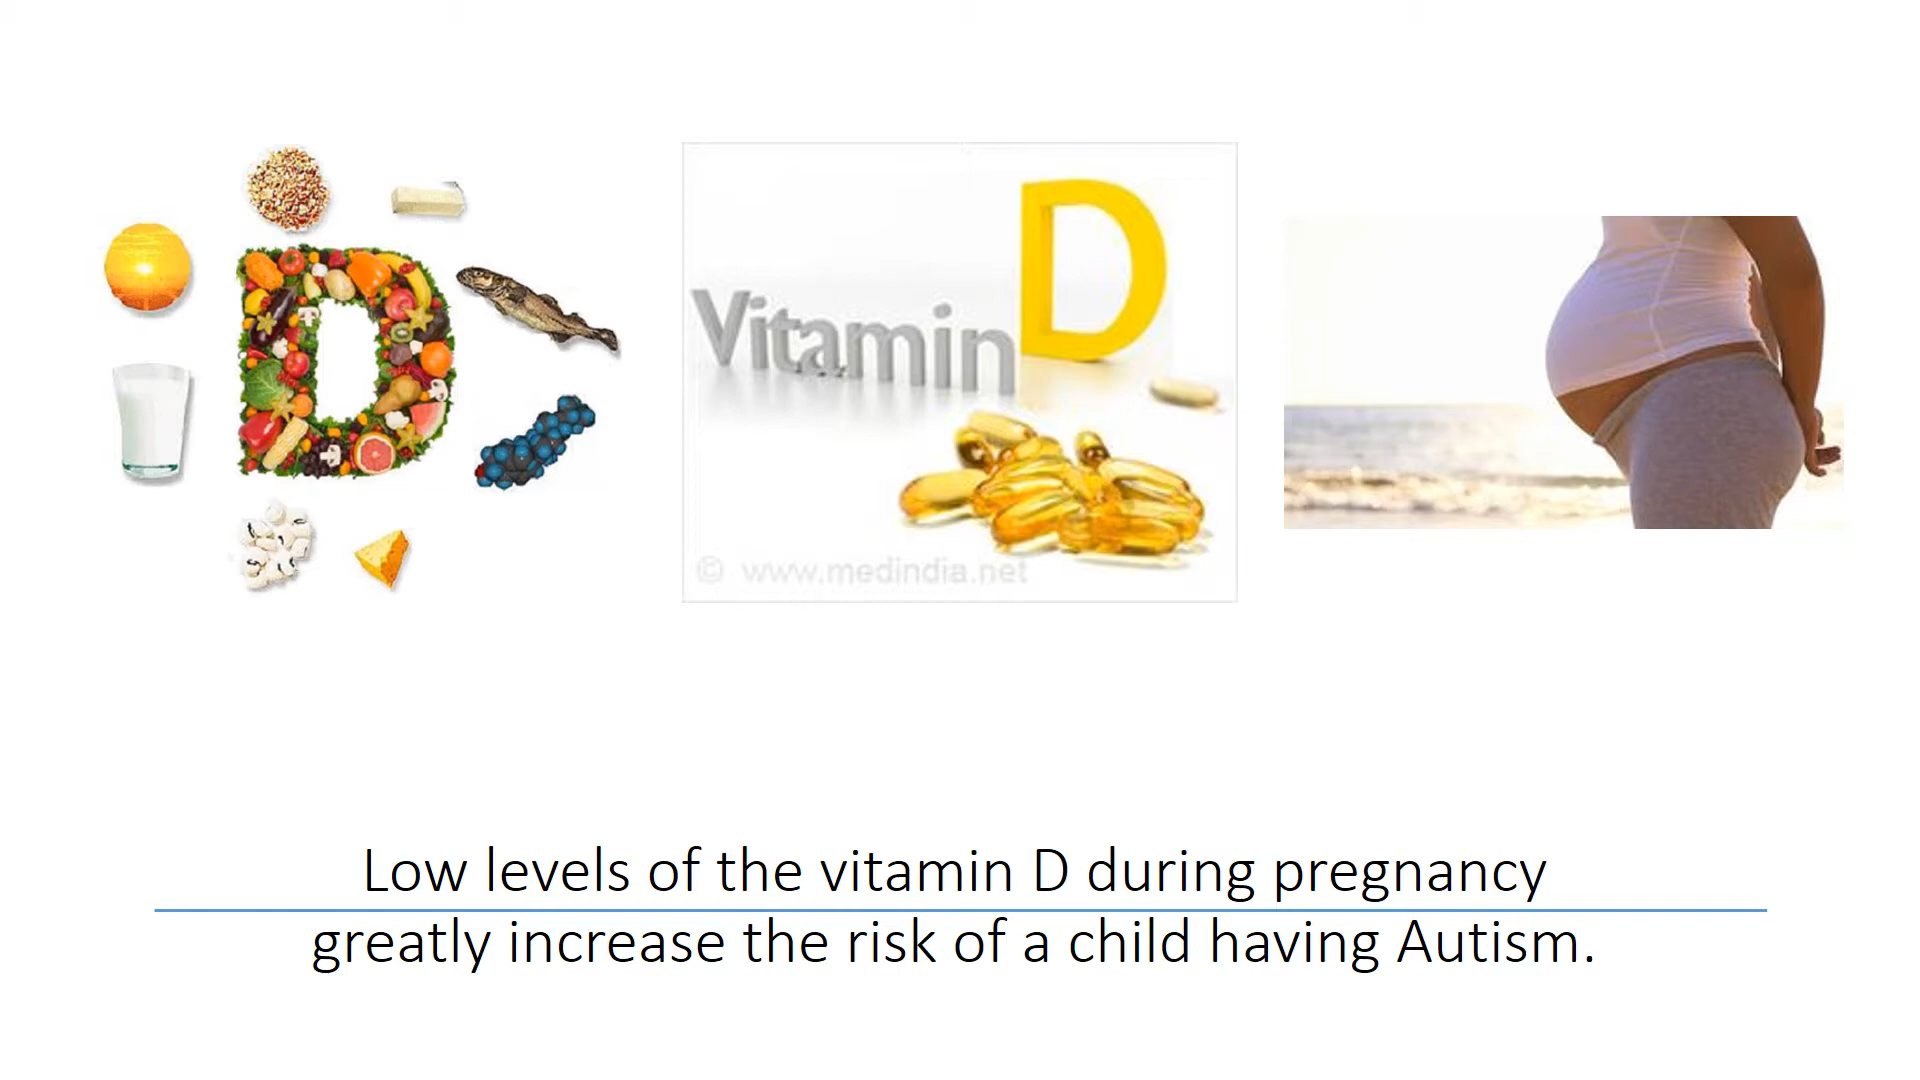 Vitamin D
© www.medindia.net
Low levels of the vitamin D during pregnancy
greatly increase the risk of a child having Autism.